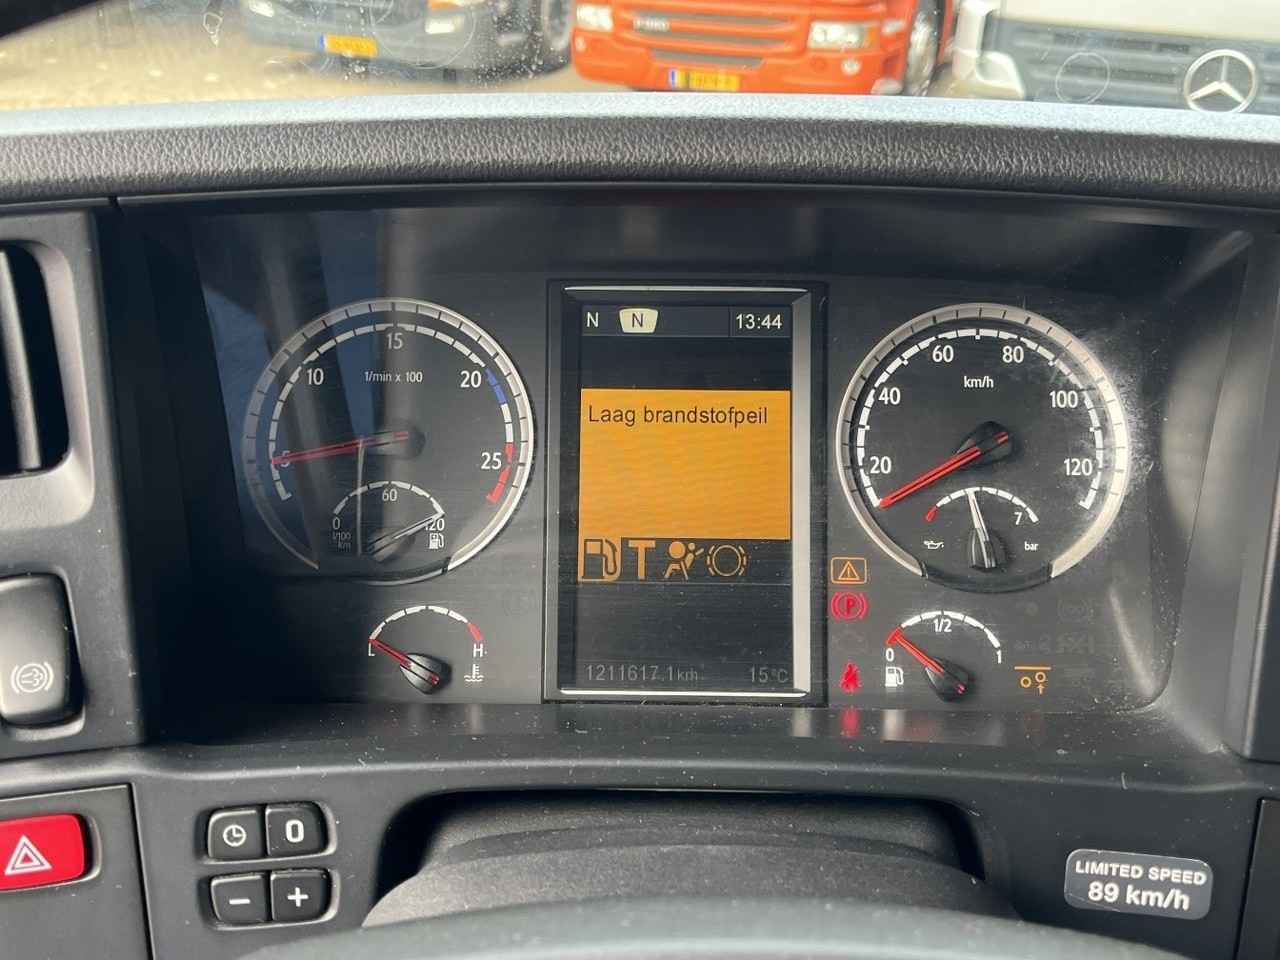 N N 13:44
Laag brandstofpeil
T
1211617.1km 15°C
5 10 15 20 25
1/min x 100
0 60 120
l/100
km
L H
20 40 60 80 100 120
km/h
7
bar
P
0 1/2 1
0
- +
LIMITED SPEED
89 km/h